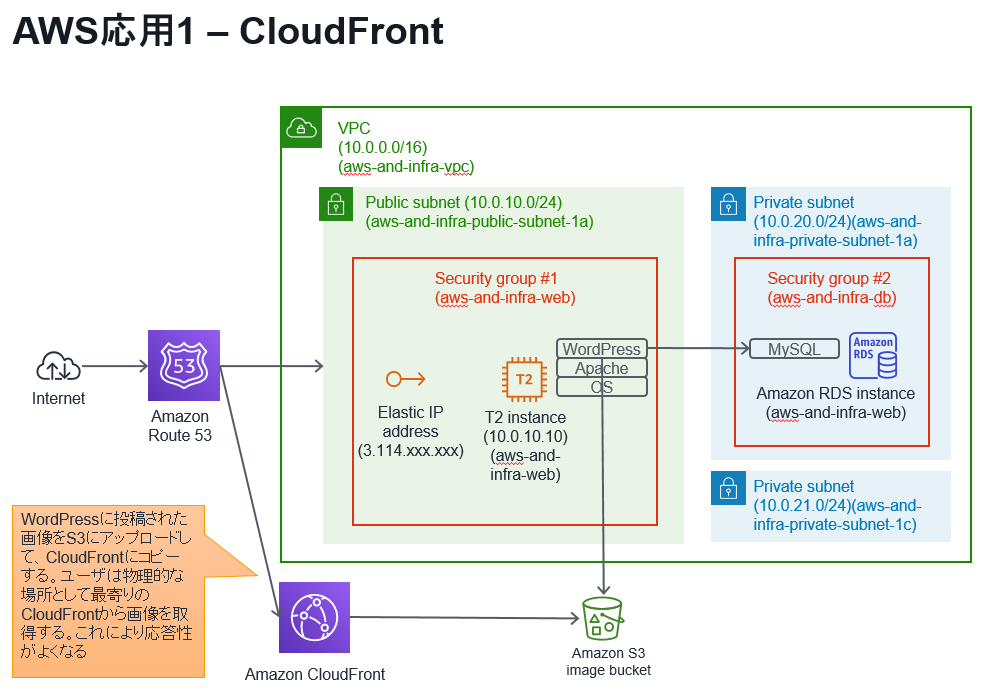 AWS応用1 – CloudFront
VPC
(10.0.0.0/16)
(aws-and-infra-vpc)
Public subnet (10.0.10.0/24)
(aws-and-infra-public-subnet-1a)
Private subnet
(10.0.20.0/24)(aws-and-
infra-private-subnet-1a)
Security group #1
(aws-and-infra-web)
Security group #2
(aws-and-infra-db)
Internet
53
Amazon
Route 53
Elastic IP
address
(3.114.xxx.xxx)
T2
T2 instance
(10.0.10.10)
(aws-and-
infra-web)
WordPress
Apache
OS
MySQL
Amazon
RDS
Amazon RDS instance
(aws-and-infra-web)
Private subnet
(10.0.21.0/24)(aws-and-
infra-private-subnet-1c)
WordPressに投稿された
画像をS3にアップロードし
て、CloudFrontにコピー
する。ユーザは物理的な
場所として最寄りの
CloudFrontから画像を取
得する。これにより応答性
がよくなる
Amazon CloudFront
Amazon S3
image bucket